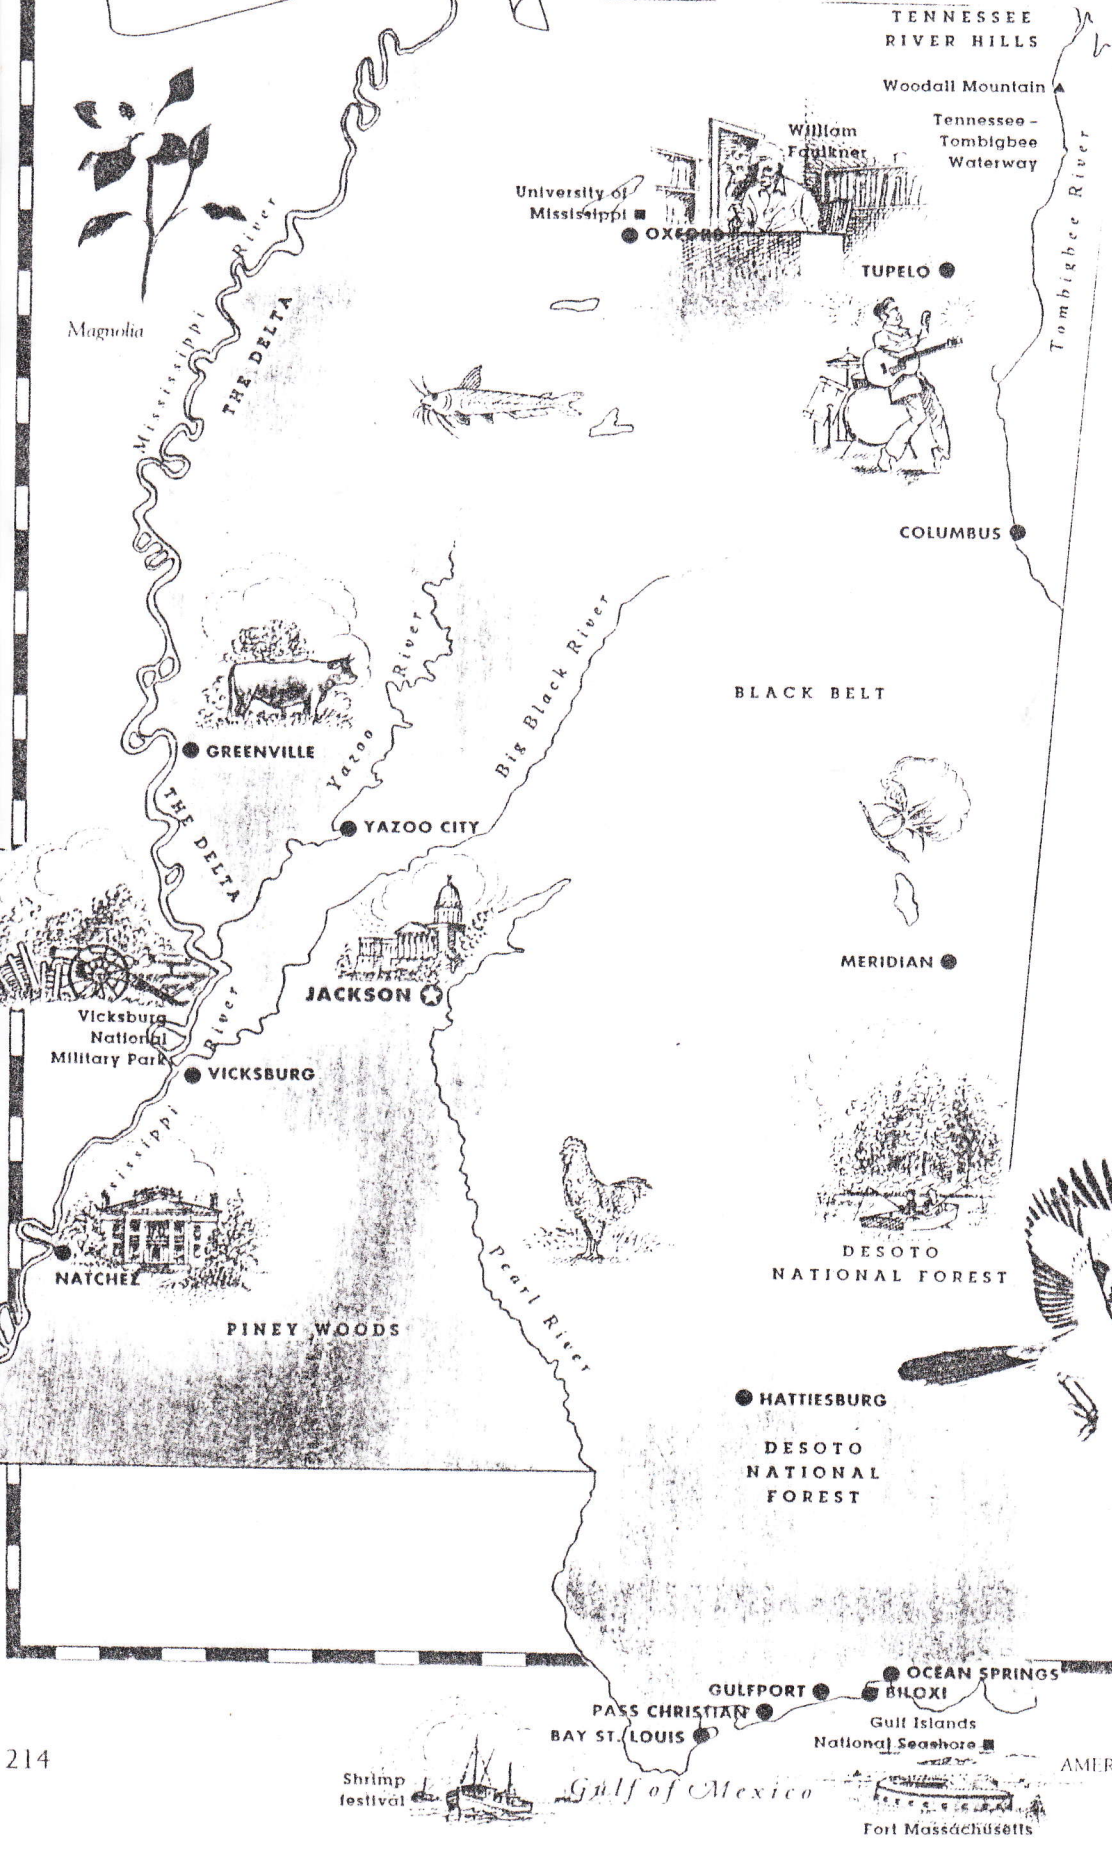 TENNESSEE
RIVER HILLS
Woodall Mountain
Tennessee-
Tombigbee
Waterway
William
Faulkner
University of
Mississippi
OXFORD
Tombigbee River
TUPELO
Magnolia
Mississippi River
THE DELTA
COLUMBUS
Yazoo River
Big Black River
BLACK BELT
GREENVILLE
YAZOO CITY
THE DELTA
MERIDIAN
JACKSON
Vicksburg
National
Military Park
River
VICKSBURG
DESOTO
NATIONAL FOREST
NATCHEZ
Pearl River
PINEY WOODS
HATTIESBURG
DESOTO
NATIONAL
FOREST
OCEAN SPRINGS
GULFPORT
BILOXI
PASS CHRISTIAN
BAY ST. LOUIS
Gulf Islands
National Seashore
214
AMER
Shrimp
festival
Gulf of Mexico
Fort Massachusetts